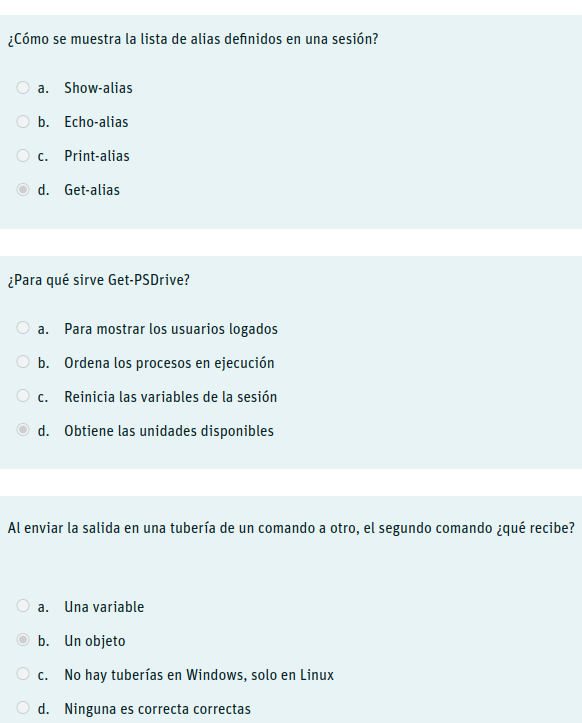 ¿Cómo se muestra la lista de alias definidos en una sesión?
a. Show-alias
b. Echo-alias
c. Print-alias
d. Get-alias
¿Para qué sirve Get-PSDrive?
a. Para mostrar los usuarios logados
b. Ordena los procesos en ejecución
c. Reinicia las variables de la sesión
d. Obtiene las unidades disponibles
Al enviar la salida en una tubería de un comando a otro, el segundo comando ¿qué recibe?
a. Una variable
b. Un objeto
c. No hay tuberías en Windows, solo en Linux
d. Ninguna es correcta correctas